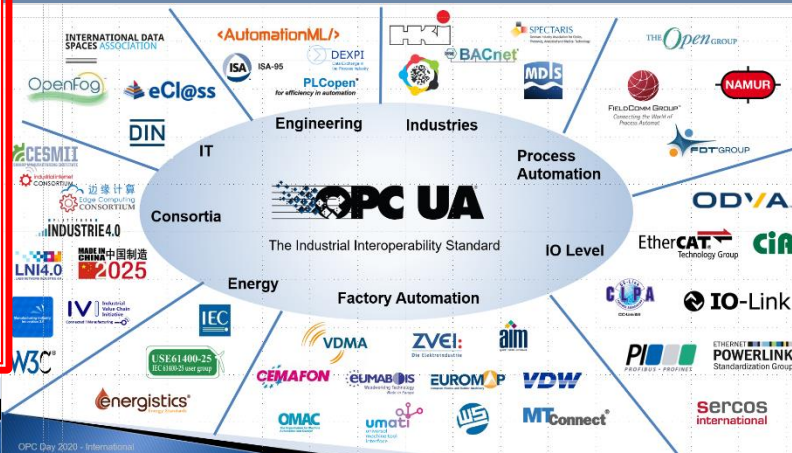 INTERNATIONAL DATA
SPACES ASSOCIATION
OpenFog
eCl@ss
DIN
IT
<AutomationML/>
ISA
ISA-95
DEXPI
PLCopen
for efficiency in automation
Engineering
BACnet
SPECTARIS
MDIS
Industries
THE Open GROUP
FIELDCOMM GROUP
Connecting the World of
Process Automation
NAMUR
FDT GROUP
Process
Automation
CESMII
CONSORTIUM
边缘计算
Edge Computing
CONSORTIUM
INDUSTRIE4.0
LNI4.0
MADE IN
CHINA 中国制造
2025
IVI
Industrial
Value Chain
Initiative
W3C
Consortia
OPC UA
The Industrial Interoperability Standard
ODVA
EtherCAT
Technology Group
CiA
CLPA
IO-Link
PI
PROFIBUS · PROFINET
ETHERNET
POWERLINK
Standardization Group
sercos
international
IO Level
Energy
IEC
USE61400-25
IEC 61400-25 user group
energistics
Factory Automation
VDMA
ZVEI:
Die Elektroindustrie
aim
CEMAFON
EUMABOIS
EUROMAP
VDW
OMAC
umati
universal
machine tool
interface
WS
MTConnect
OPC Day 2020 - International